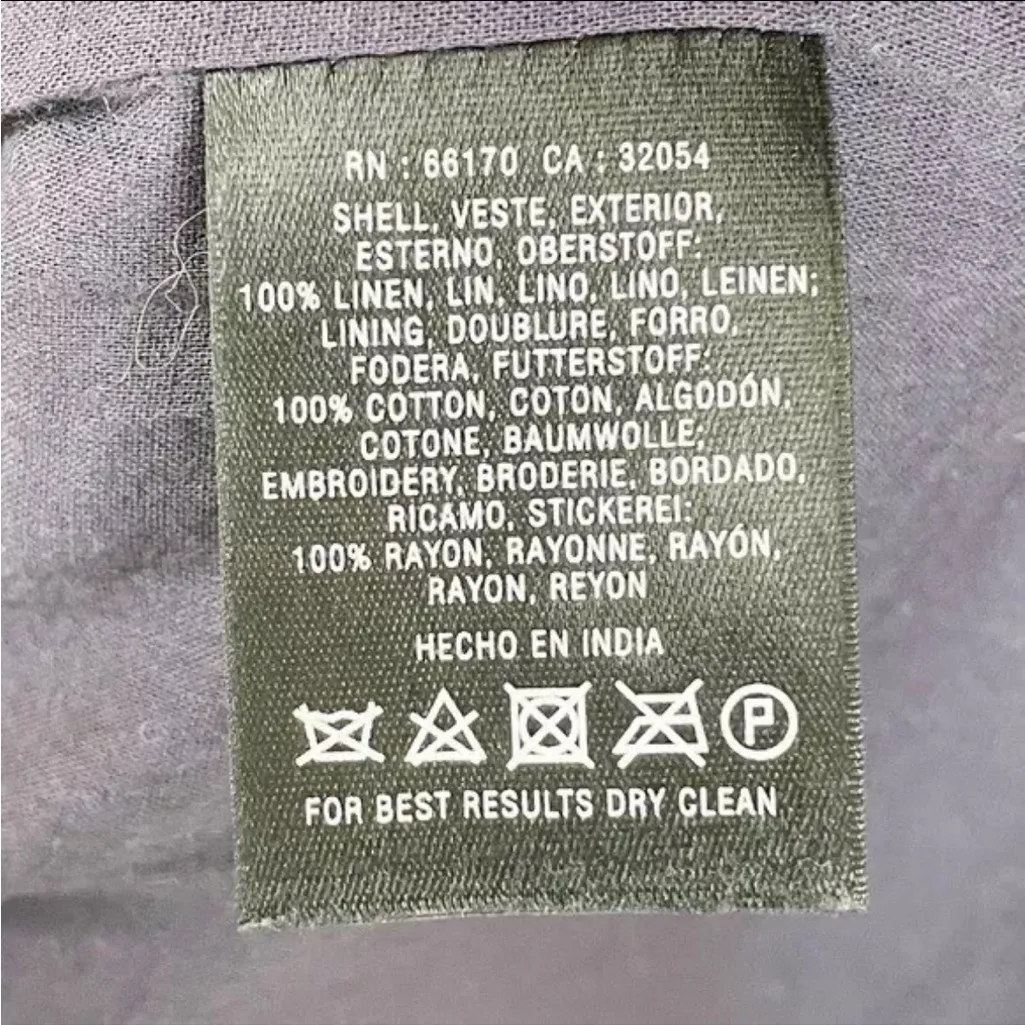 RN : 66170 CA : 32054
SHELL, VESTE, EXTERIOR,
ESTERNO, OBERSTOFF:
100% LINEN, LIN, LINO, LINO, LEINEN;
LINING, DOUBLURE, FORRO,
FODERA, FUTTERSTOFF:
100% COTTON, COTON, ALGODÓN,
COTONE, BAUMWOLLE;
EMBROIDERY, BRODERIE, BORDADO,
RICAMO, STICKEREI:
100% RAYON, RAYONNE, RAYÓN,
RAYON, REYON
HECHO EN INDIA
P
FOR BEST RESULTS DRY CLEAN